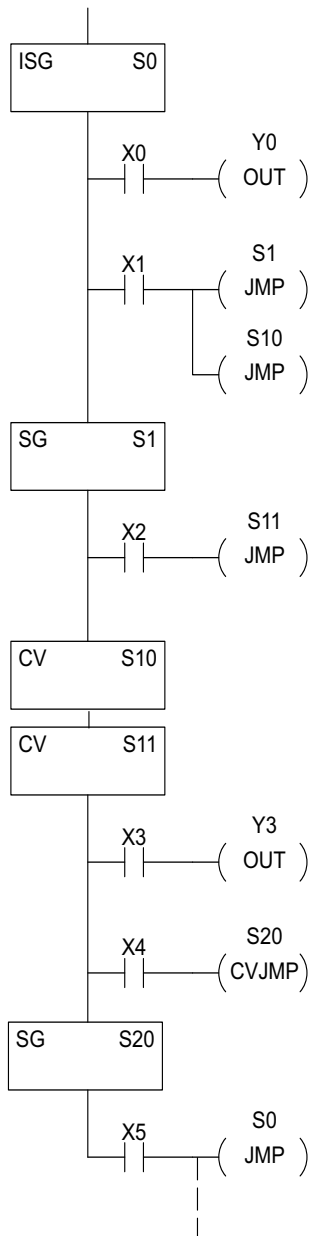 ISG S0
Y0
X0
OUT
S1
X1
JMP
S10
JMP
SG S1
S11
X2
JMP
CV S10
CV S11
Y3
X3
OUT
S20
X4
CVJMP
SG S20
S0
X5
JMP